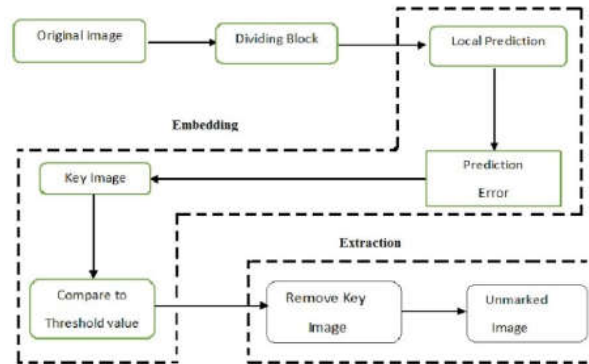 Original Image
Dividing Block
Local Prediction
Embedding
Key Image
Prediction
Error
Extraction
Compare to
Threshold value
Remove Key
Image
Unmarked
Image